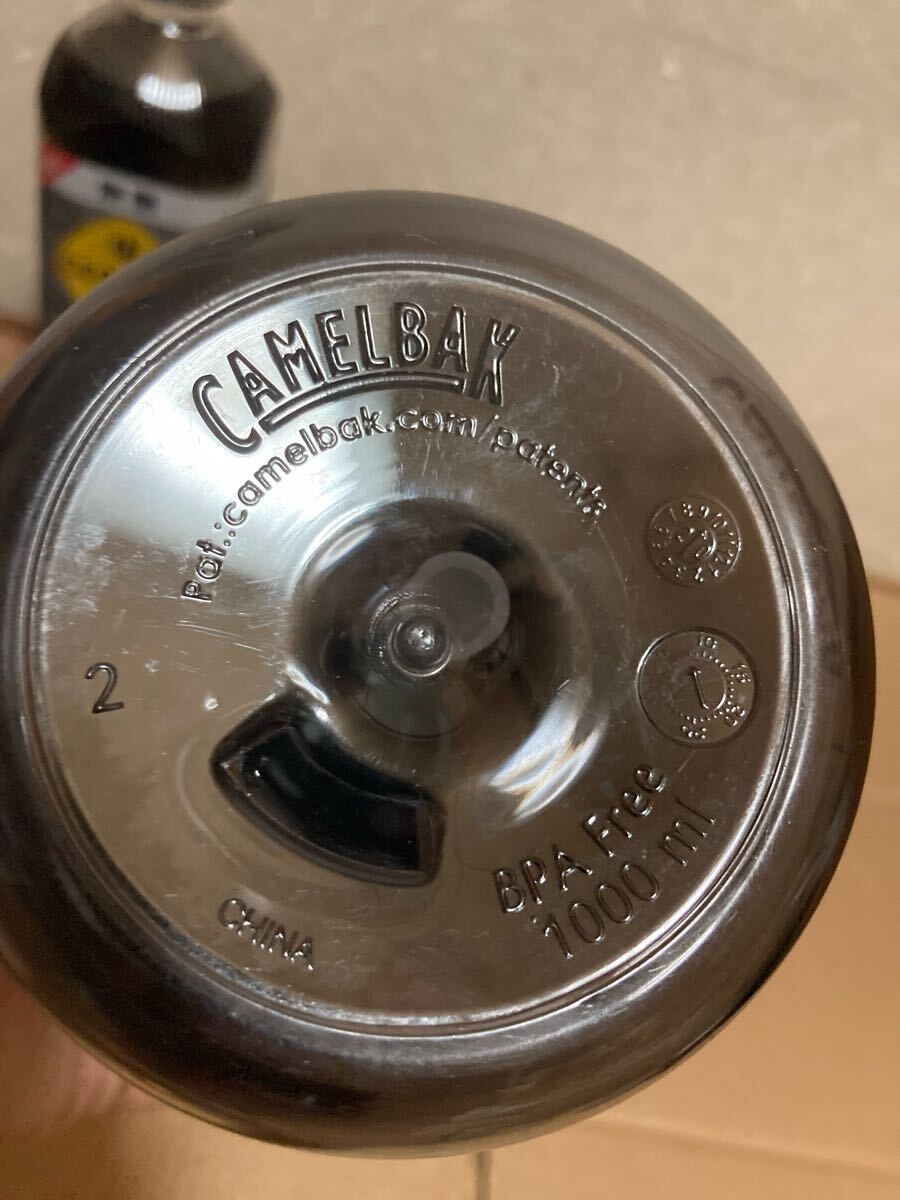 CAMELBAK
Pat.:camelbak.com/patents
2
BPA Free
1000 ml
CHINA